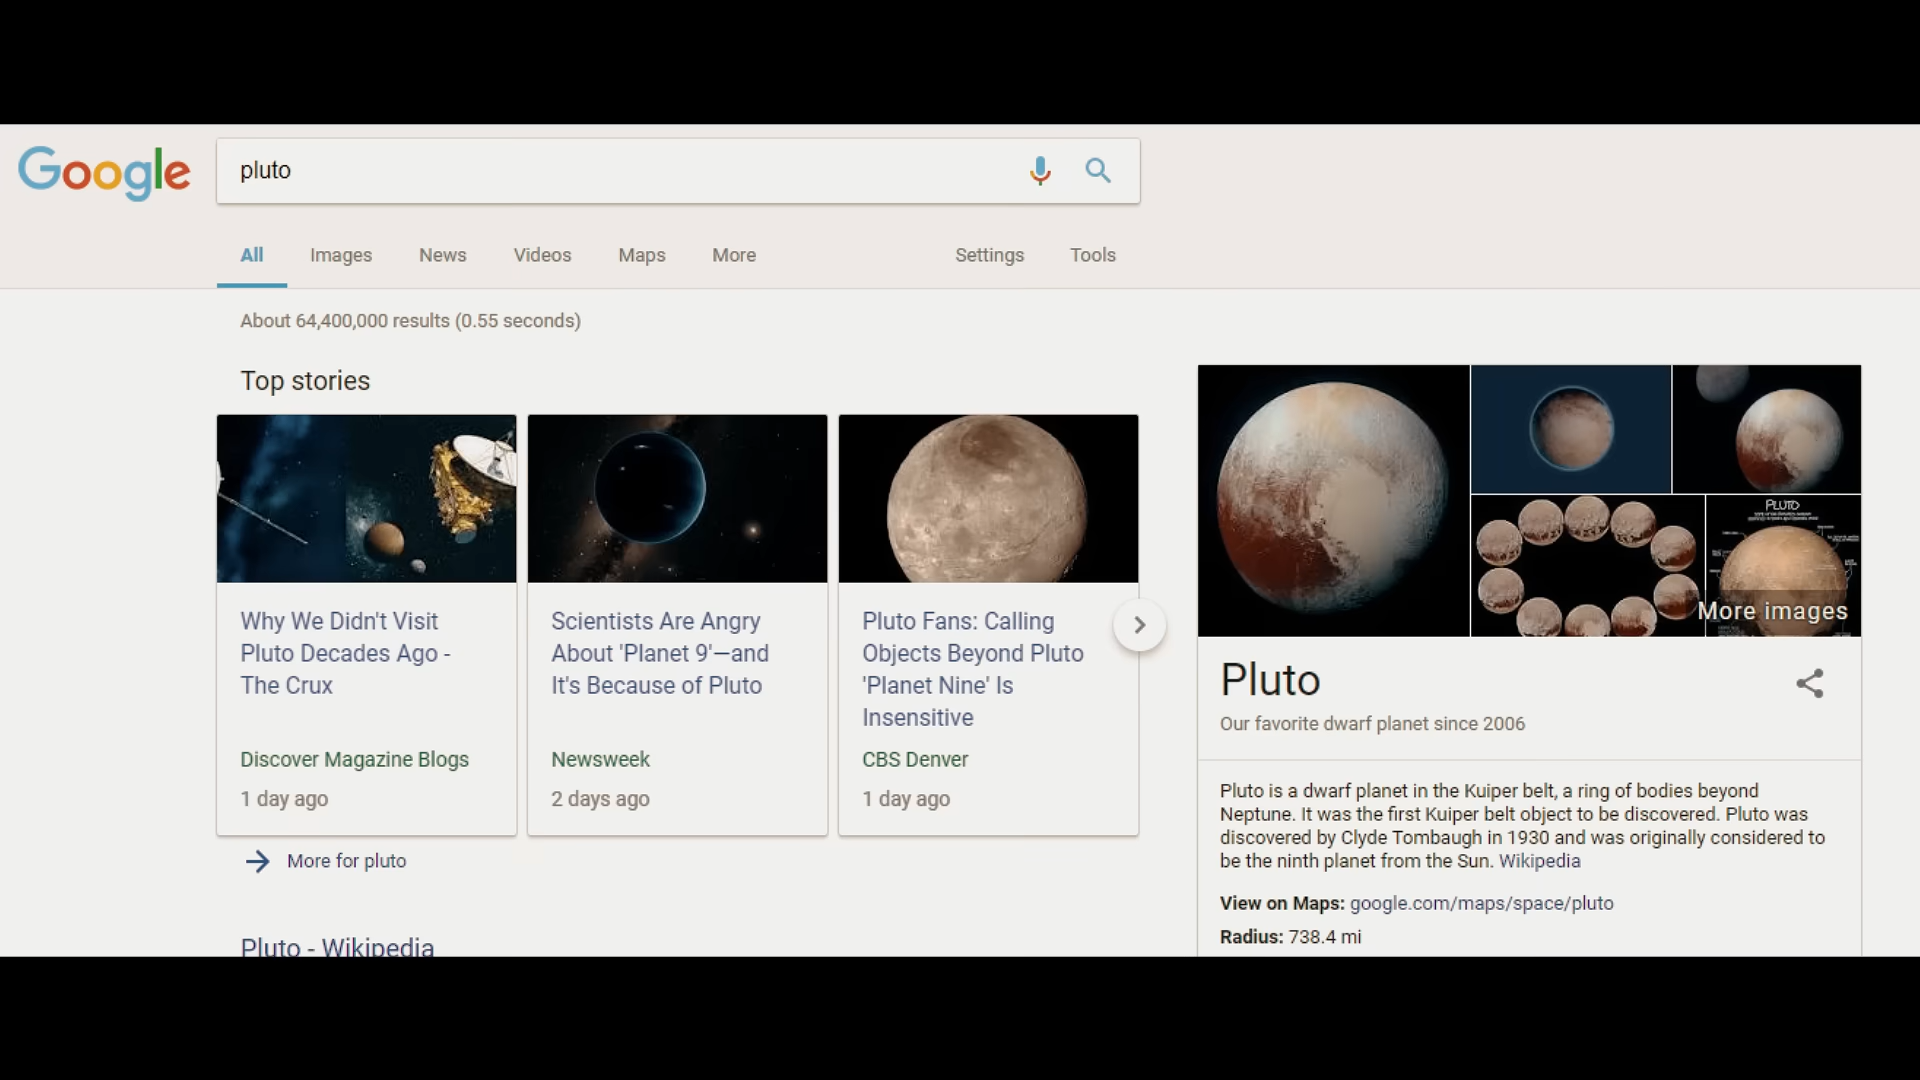 Google
pluto
All Images News Videos Maps More Settings Tools
About 64,400,000 results (0.55 seconds)
Top stories
Why We Didn't Visit
Pluto Decades Ago -
The Crux
Discover Magazine Blogs
1 day ago
Scientists Are Angry
About 'Planet 9'—and
It's Because of Pluto
Newsweek
2 days ago
Pluto Fans: Calling
Objects Beyond Pluto
'Planet Nine' Is
Insensitive
CBS Denver
1 day ago
More for pluto
Pluto - Wikipedia
PLUTO
More images
Pluto
Our favorite dwarf planet since 2006
Pluto is a dwarf planet in the Kuiper belt, a ring of bodies beyond
Neptune. It was the first Kuiper belt object to be discovered. Pluto was
discovered by Clyde Tombaugh in 1930 and was originally considered to
be the ninth planet from the Sun. Wikipedia
View on Maps: google.com/maps/space/pluto
Radius: 738.4 mi